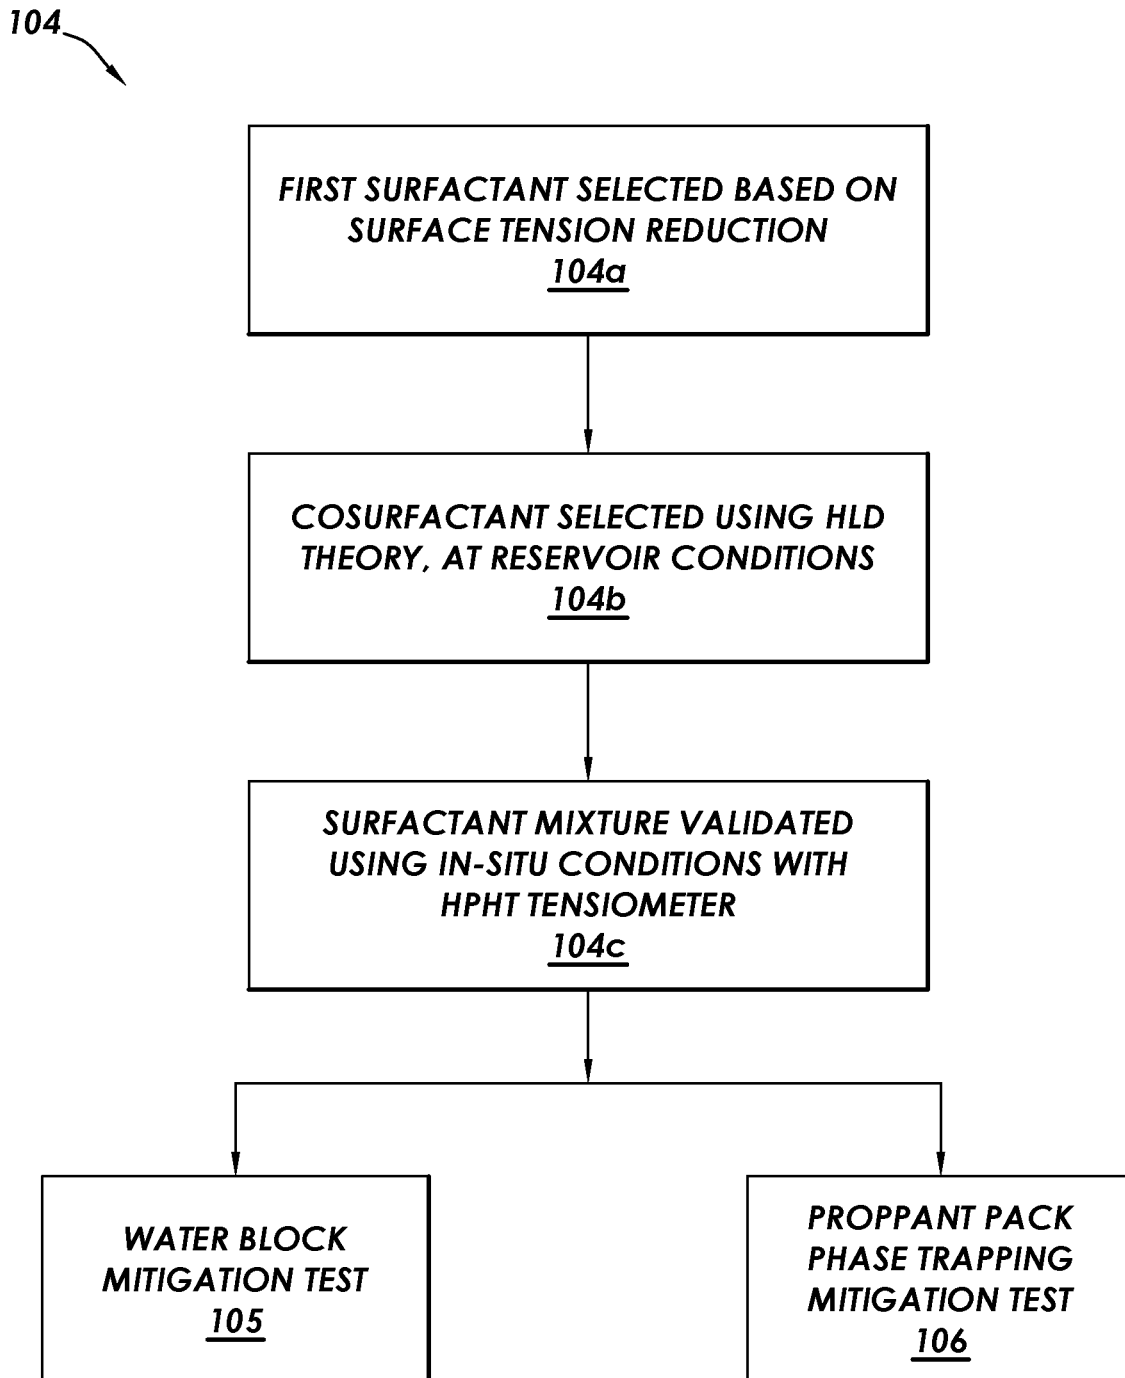 104
FIRST SURFACTANT SELECTED BASED ON
SURFACE TENSION REDUCTION
104a
COSURFACTANT SELECTED USING HLD
THEORY, AT RESERVOIR CONDITIONS
104b
SURFACTANT MIXTURE VALIDATED
USING IN-SITU CONDITIONS WITH
HPHT TENSIOMETER
104c
WATER BLOCK
MITIGATION TEST
105
PROPPANT PACK
PHASE TRAPPING
MITIGATION TEST
106